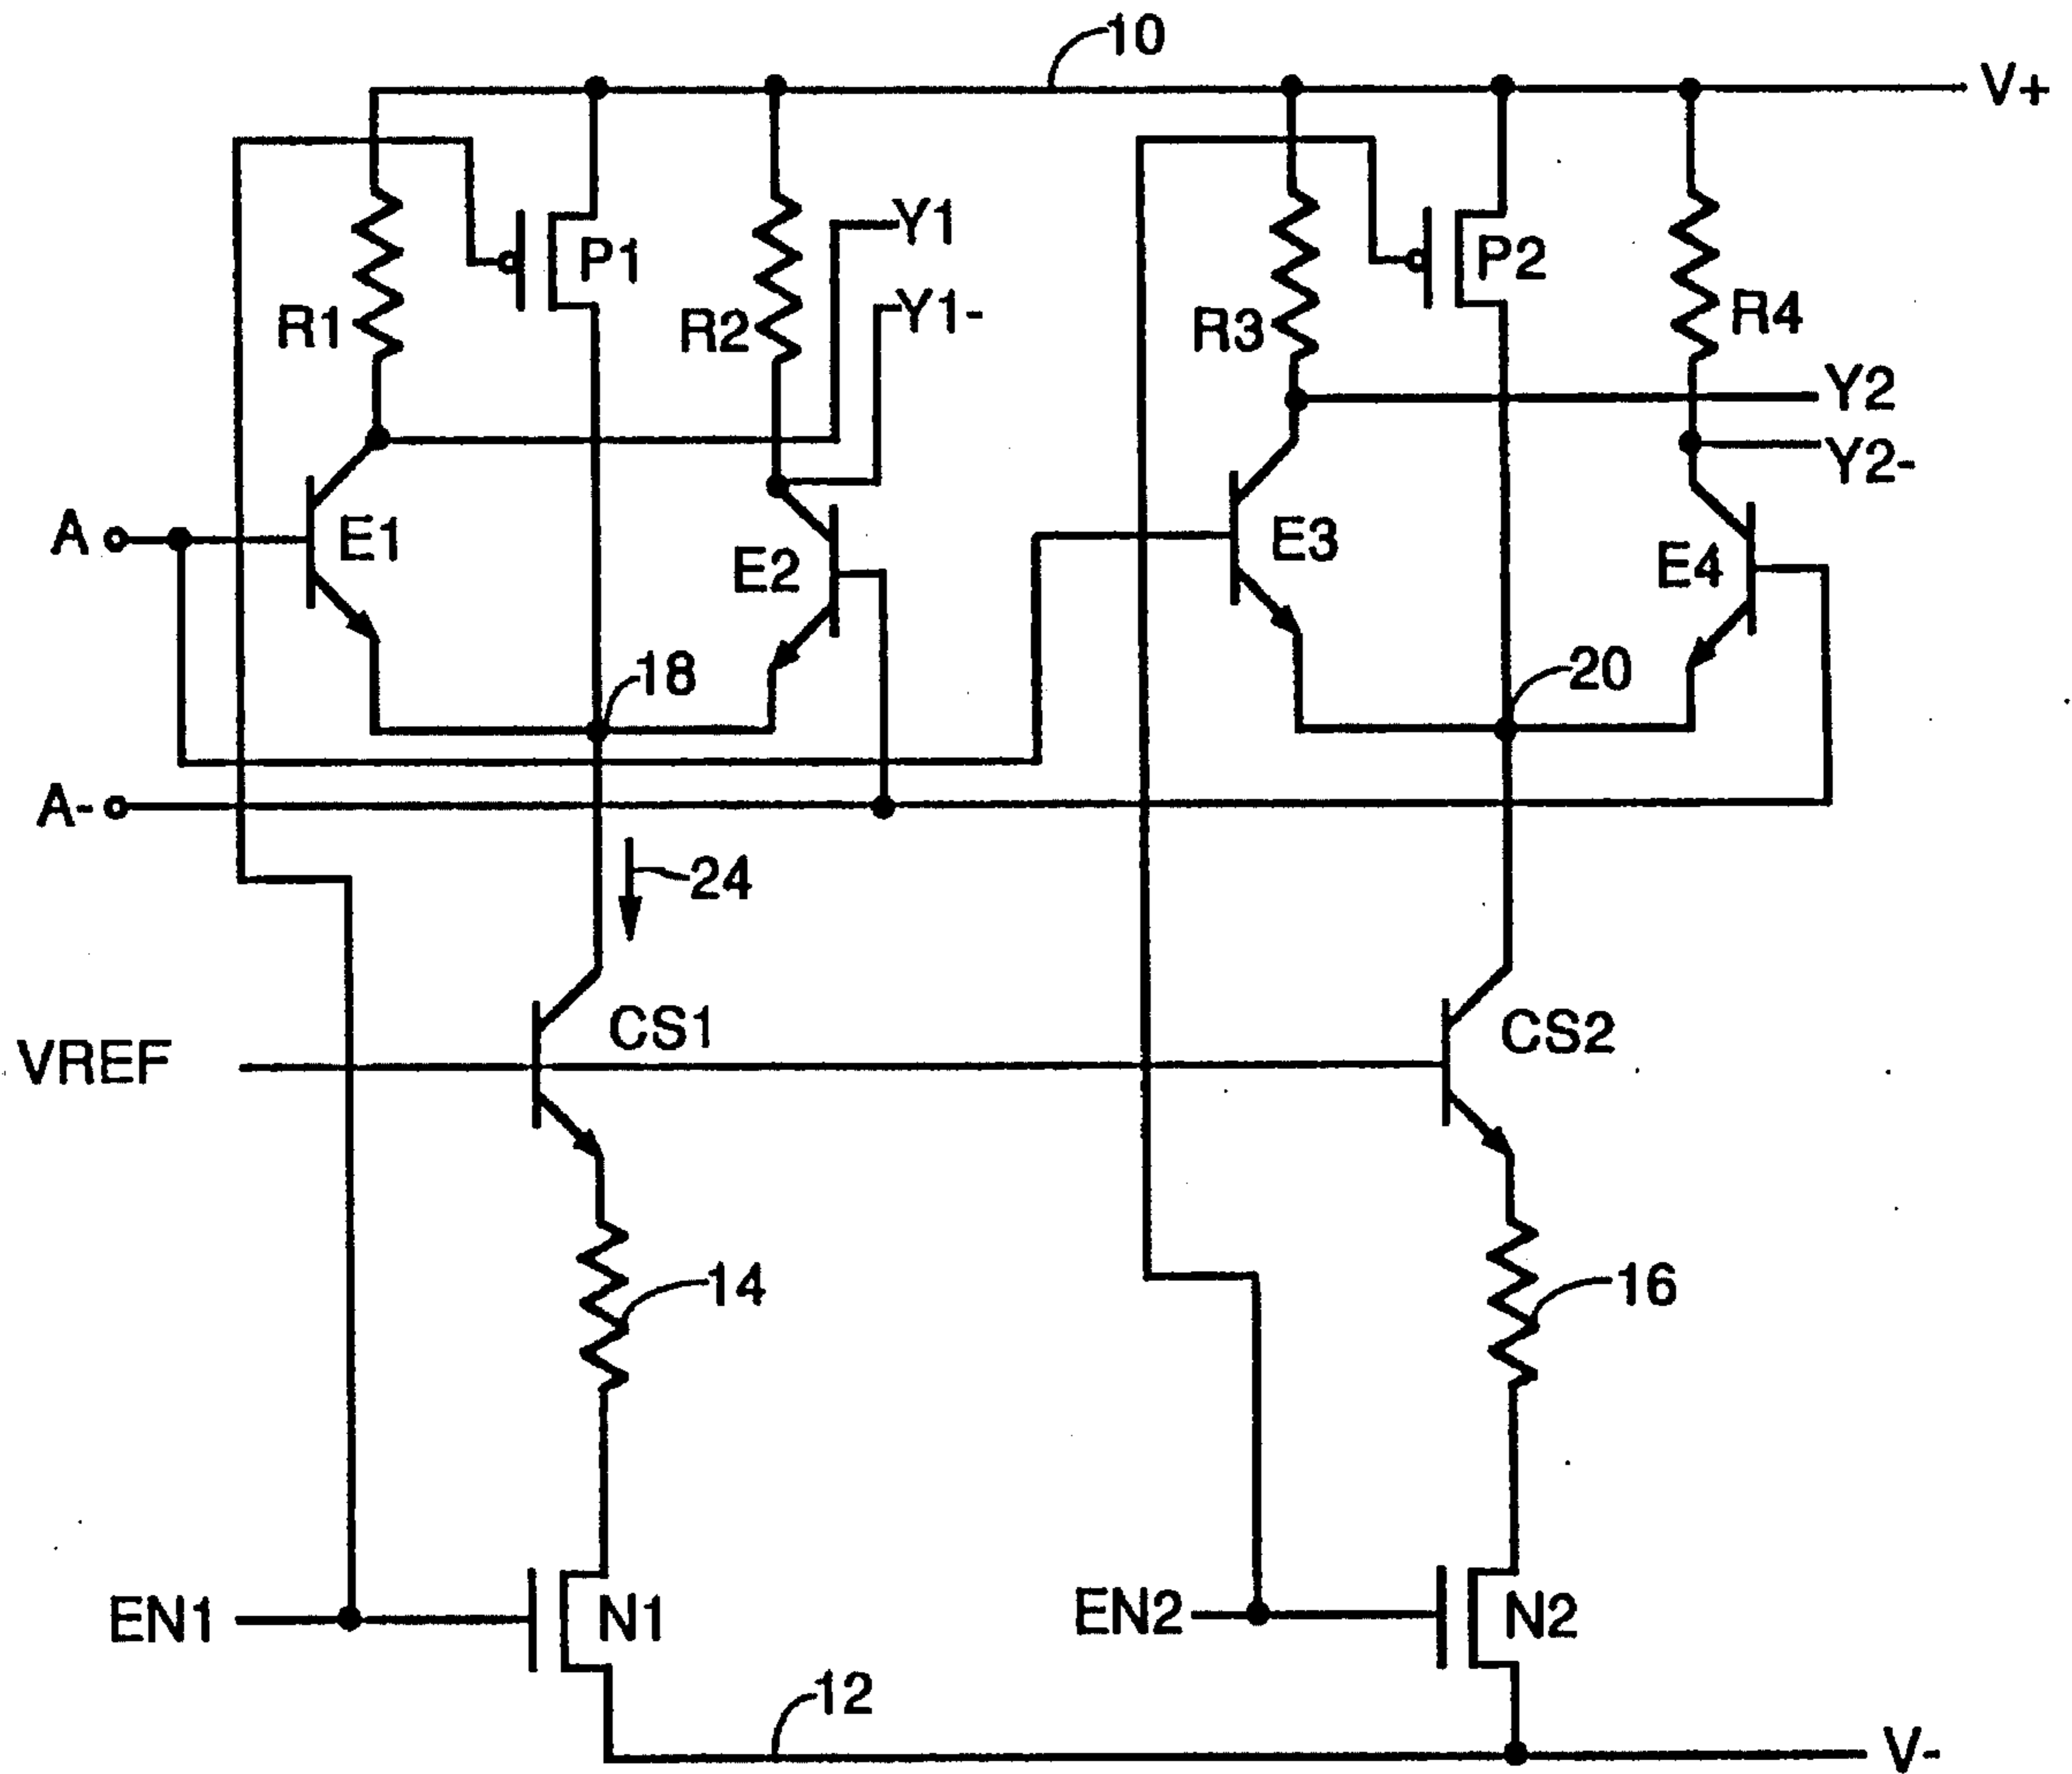 10
V+
Y1
P1
P2
Y1-
R1
R2
R3
R4
Y2
Y2-
A
E1
E2
E3
E4
18
20
A-
24
CS1
CS2
VREF
14
16
EN1
N1
EN2
N2
12
V-